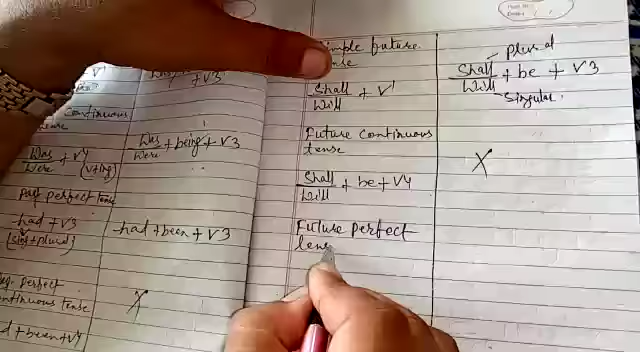 continuous
tense
Was
Were + V4
(V+ing)
Past perfect tense
had + V3
perfect
continuous tense
d + been + V4
+ V3
Was
Were + being + V3
had + been + V3
X
Simple future
Shall
Will + V1
Future continuous
tense
Shall
Will + be + V4
Future perfect
tens
plural
Shall
Will + be + V3
Singular
X